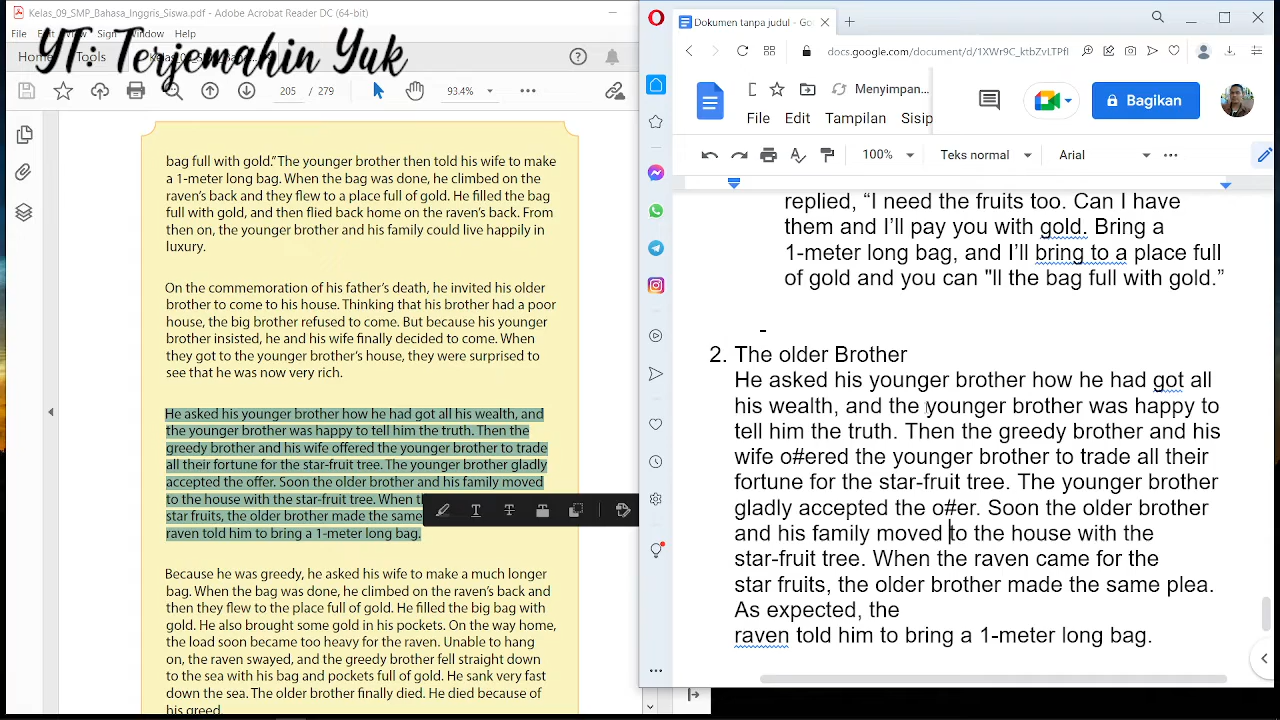 Kelas_09_SMP_Bahasa_Inggris_Siswa.pdf - Adobe Acrobat Reader DC (64-bit)
File Edit View Sign Window Help
YT: Terjemahin Yuk
Home Tools
205 / 279
93.4%
bag full with gold.” The younger brother then told his wife to make
a 1-meter long bag. When the bag was done, he climbed on the
raven’s back and they flew to a place full of gold. He filled the bag
full with gold, and then flied back home on the raven’s back. From
then on, the younger brother and his family could live happily in
luxury.
On the commemoration of his father’s death, he invited his older
brother to come to his house. Thinking that his brother had a poor
house, the big brother refused to come. But because his younger
brother insisted, he and his wife finally decided to come. When
they got to the younger brother’s house, they were surprised to
see that he was now very rich.
He asked his younger brother how he had got all his wealth, and
the younger brother was happy to tell him the truth. Then the
greedy brother and his wife offered the younger brother to trade
all their fortune for the star-fruit tree. The younger brother gladly
accepted the offer. Soon the older brother and his family moved
to the house with the star-fruit tree. When
star fruits, the older brother made the same
raven told him to bring a 1-meter long bag.
Because he was greedy, he asked his wife to make a much longer
bag. When the bag was done, he climbed on the raven’s back and
then they flew to the place full of gold. He filled the big bag with
gold. He also brought some gold in his pockets. On the way home,
the load soon became too heavy for the raven. Unable to hang
on, the raven swayed, and the greedy brother fell straight down
to the sea with his bag and pockets full of gold. He sank very fast
down the sea. The older brother finally died. He died because of
his greed.
Dokumen tanpa judul - Go
docs.google.com/document/d/1XWr9C_ktbZvLTPfl
D Menyimpan...
File Edit Tampilan Sisip
Bagikan
100% Teks normal Arial
replied, “I need the fruits too. Can I have
them and I’ll pay you with gold. Bring a
1-meter long bag, and I’ll bring to a place full
of gold and you can "ll the bag full with gold.”
-
2. The older Brother
He asked his younger brother how he had got all
his wealth, and the younger brother was happy to
tell him the truth. Then the greedy brother and his
wife o#ered the younger brother to trade all their
fortune for the star-fruit tree. The younger brother
gladly accepted the o#er. Soon the older brother
and his family moved to the house with the
star-fruit tree. When the raven came for the
star fruits, the older brother made the same plea.
As expected, the
raven told him to bring a 1-meter long bag.